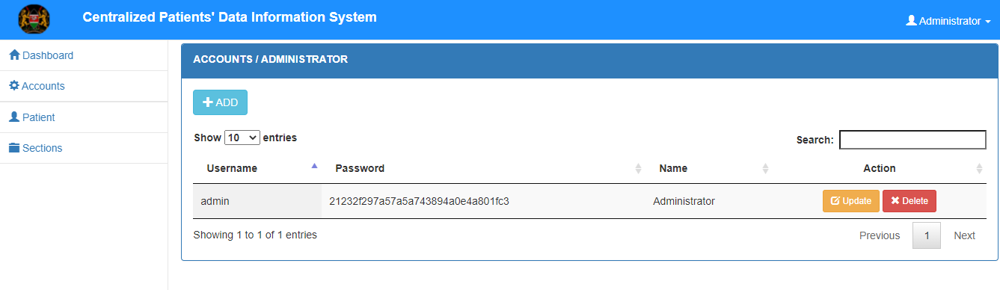 Centralized Patients' Data Information System
Administrator
Dashboard
Accounts
Patient
Sections
ACCOUNTS / ADMINISTRATOR
ADD
Show 10 entries
Search:
Username Password Name Action
admin 21232f297a57a5a743894a0e4a801fc3 Administrator Update Delete
Showing 1 to 1 of 1 entries
Previous 1 Next